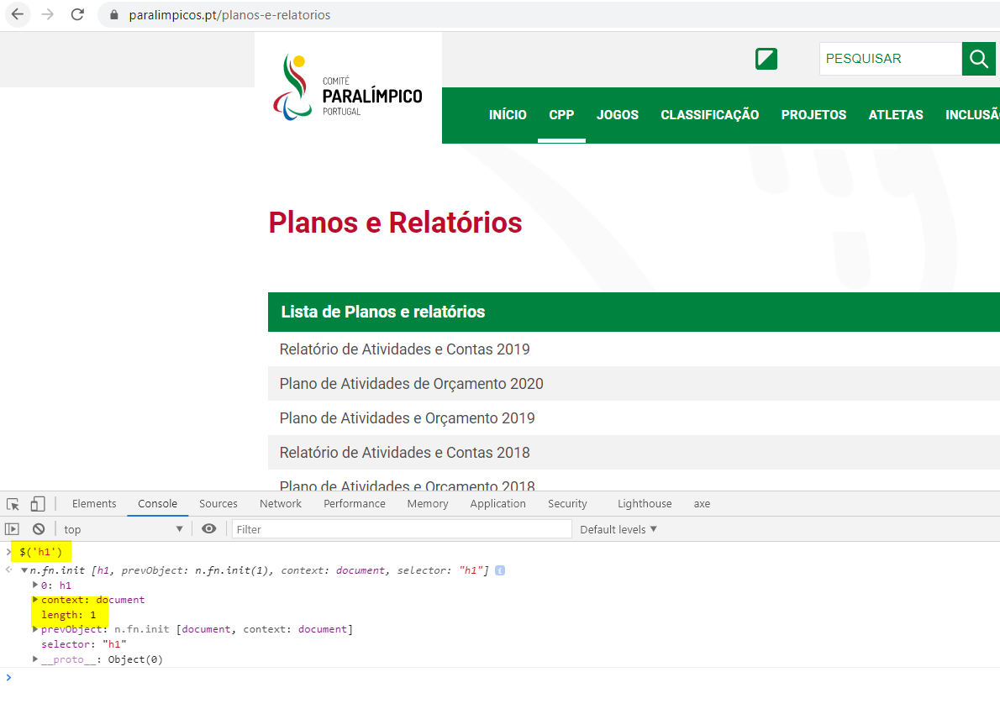 paralimpicos.pt/planos-e-relatorios
COMITÉ
PARALÍMPICO
PORTUGAL
PESQUISAR
INÍCIO CPP JOGOS CLASSIFICAÇÃO PROJETOS ATLETAS INCLUSÃ
Planos e Relatórios
Lista de Planos e relatórios
Relatório de Atividades e Contas 2019
Plano de Atividades de Orçamento 2020
Plano de Atividades e Orçamento 2019
Relatório de Atividades e Contas 2018
Plano de Atividades e Orçamento 2018
Elements Console Sources Network Performance Memory Application Security Lighthouse axe
top Filter Default levels
$('h1')
n.fn.init [h1, prevObject: n.fn.init(1), context: document, selector: "h1"]
0: h1
context: document
length: 1
prevObject: n.fn.init [document, context: document]
selector: "h1"
__proto__: Object(0)